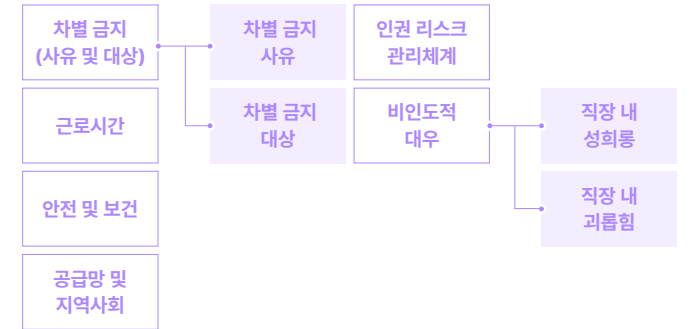 차별 금지
(사유 및 대상)
차별 금지
사유
인권 리스크
관리체계
근로시간
차별 금지
대상
비인도적
대우
직장 내
성희롱
안전 및 보건
직장 내
괴롭힘
공급망 및
지역사회